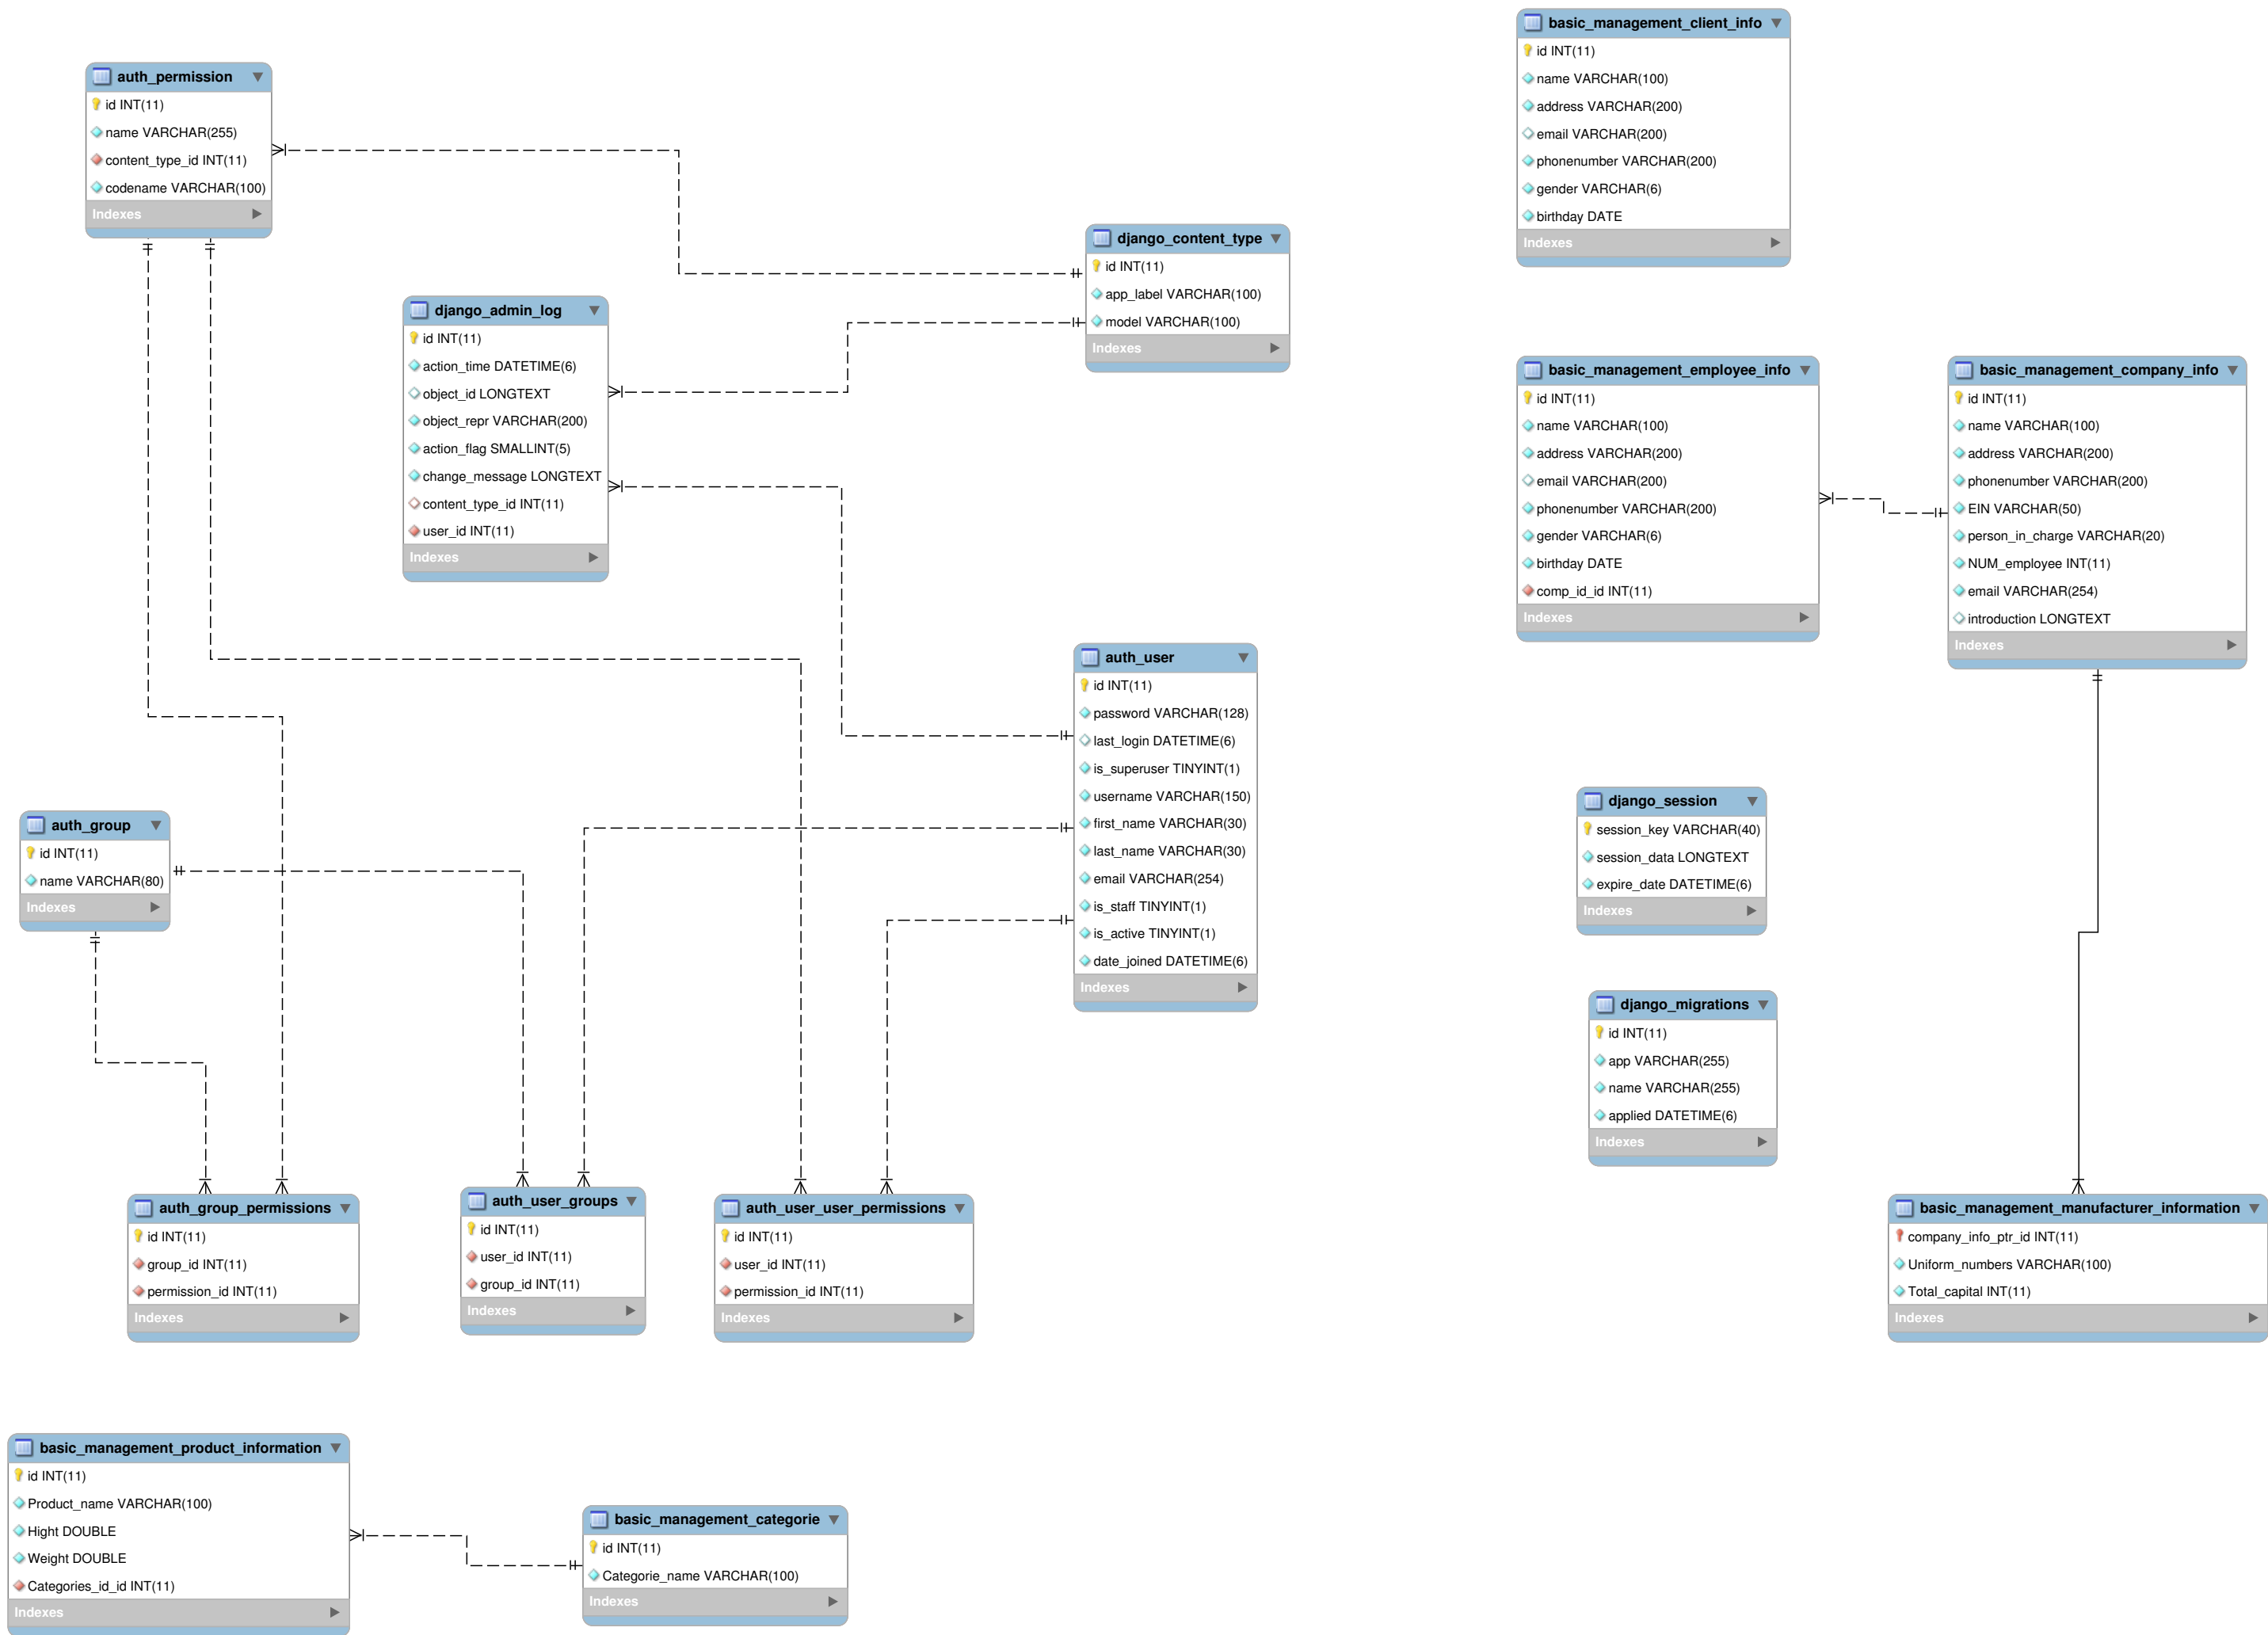 basic_management_client_info
id INT(11)
name VARCHAR(100)
address VARCHAR(200)
email VARCHAR(200)
phonenumber VARCHAR(200)
gender VARCHAR(6)
birthday DATE
Indexes
auth_permission
id INT(11)
name VARCHAR(255)
content_type_id INT(11)
codename VARCHAR(100)
Indexes
django_content_type
id INT(11)
app_label VARCHAR(100)
model VARCHAR(100)
Indexes
django_admin_log
id INT(11)
action_time DATETIME(6)
object_id LONGTEXT
object_repr VARCHAR(200)
action_flag SMALLINT(5)
change_message LONGTEXT
content_type_id INT(11)
user_id INT(11)
Indexes
basic_management_employee_info
id INT(11)
name VARCHAR(100)
address VARCHAR(200)
email VARCHAR(200)
phonenumber VARCHAR(200)
gender VARCHAR(6)
birthday DATE
comp_id_id INT(11)
Indexes
basic_management_company_info
id INT(11)
name VARCHAR(100)
address VARCHAR(200)
phonenumber VARCHAR(200)
EIN VARCHAR(50)
person_in_charge VARCHAR(20)
NUM_employee INT(11)
email VARCHAR(254)
introduction LONGTEXT
Indexes
auth_user
id INT(11)
password VARCHAR(128)
last_login DATETIME(6)
is_superuser TINYINT(1)
username VARCHAR(150)
first_name VARCHAR(30)
last_name VARCHAR(30)
email VARCHAR(254)
is_staff TINYINT(1)
is_active TINYINT(1)
date_joined DATETIME(6)
Indexes
django_session
session_key VARCHAR(40)
session_data LONGTEXT
expire_date DATETIME(6)
Indexes
auth_group
id INT(11)
name VARCHAR(80)
Indexes
django_migrations
id INT(11)
app VARCHAR(255)
name VARCHAR(255)
applied DATETIME(6)
Indexes
auth_group_permissions
id INT(11)
group_id INT(11)
permission_id INT(11)
Indexes
auth_user_groups
id INT(11)
user_id INT(11)
group_id INT(11)
Indexes
auth_user_user_permissions
id INT(11)
user_id INT(11)
permission_id INT(11)
Indexes
basic_management_manufacturer_information
company_info_ptr_id INT(11)
Uniform_numbers VARCHAR(100)
Total_capital INT(11)
Indexes
basic_management_product_information
id INT(11)
Product_name VARCHAR(100)
Hight DOUBLE
Weight DOUBLE
Categories_id_id INT(11)
Indexes
basic_management_categorie
id INT(11)
Categorie_name VARCHAR(100)
Indexes